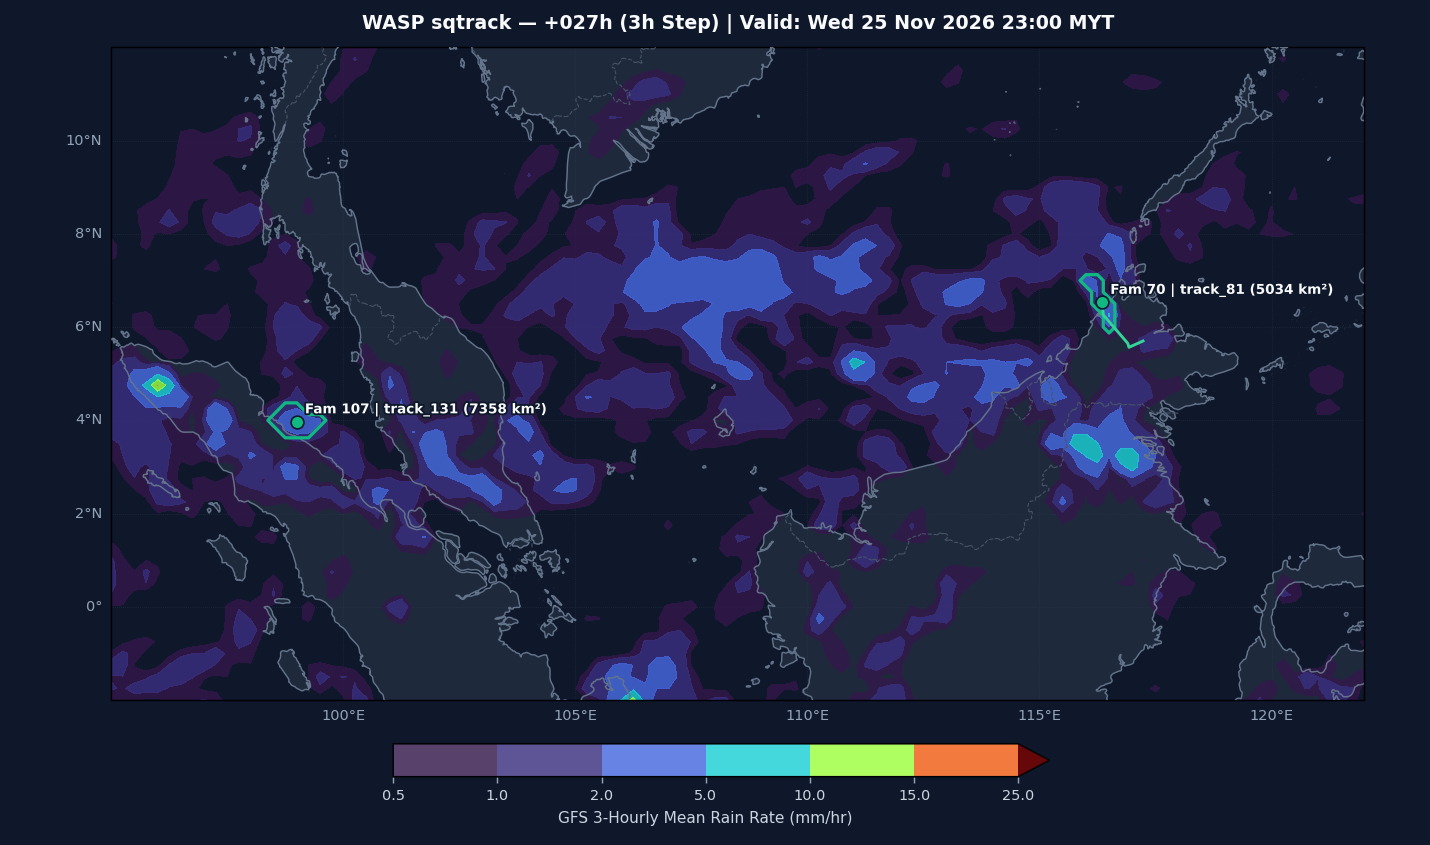 WASP sqtrack — +027h (3h Step) | Valid: Wed 25 Nov 2026 23:00 MYT
10°N
8°N
Fam 70 | track_81 (5034 km²)
6°N
Fam 107 | track_131 (7358 km²)
4°N
2°N
0°
100°E 105°E 110°E 115°E 120°E
0.5 1.0 2.0 5.0 10.0 15.0 25.0
GFS 3-Hourly Mean Rain Rate (mm/hr)